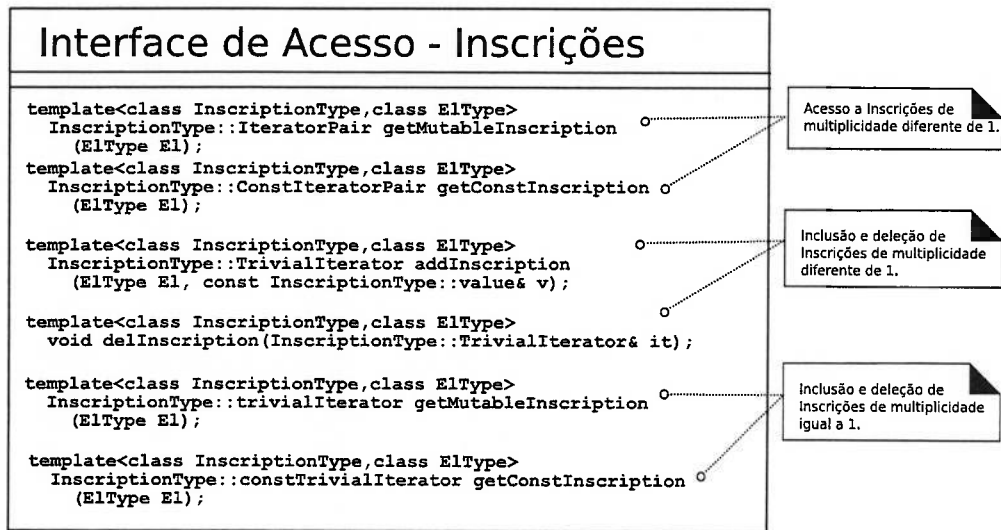 Interface de Acesso - Inscrições
template<class InscriptionType,class ElType>
InscriptionType::IteratorPair getMutableInscription
(ElType El);
template<class InscriptionType,class ElType>
InscriptionType::ConstIteratorPair getConstInscription
(ElType El);
template<class InscriptionType,class ElType>
InscriptionType::TrivialIterator addInscription
(ElType El, const InscriptionType::value& v);
template<class InscriptionType,class ElType>
void delInscription(InscriptionType::TrivialIterator& it);
template<class InscriptionType,class ElType>
InscriptionType::trivialIterator getMutableInscription
(ElType El);
template<class InscriptionType,class ElType>
InscriptionType::constTrivialIterator getConstInscription
(ElType El);
Acesso a Inscrições de
multiplicidade diferente de 1.
Inclusão e deleção de
Inscrições de multiplicidade
diferente de 1.
Inclusão e deleção de
Inscrições de multiplicidade
igual a 1.